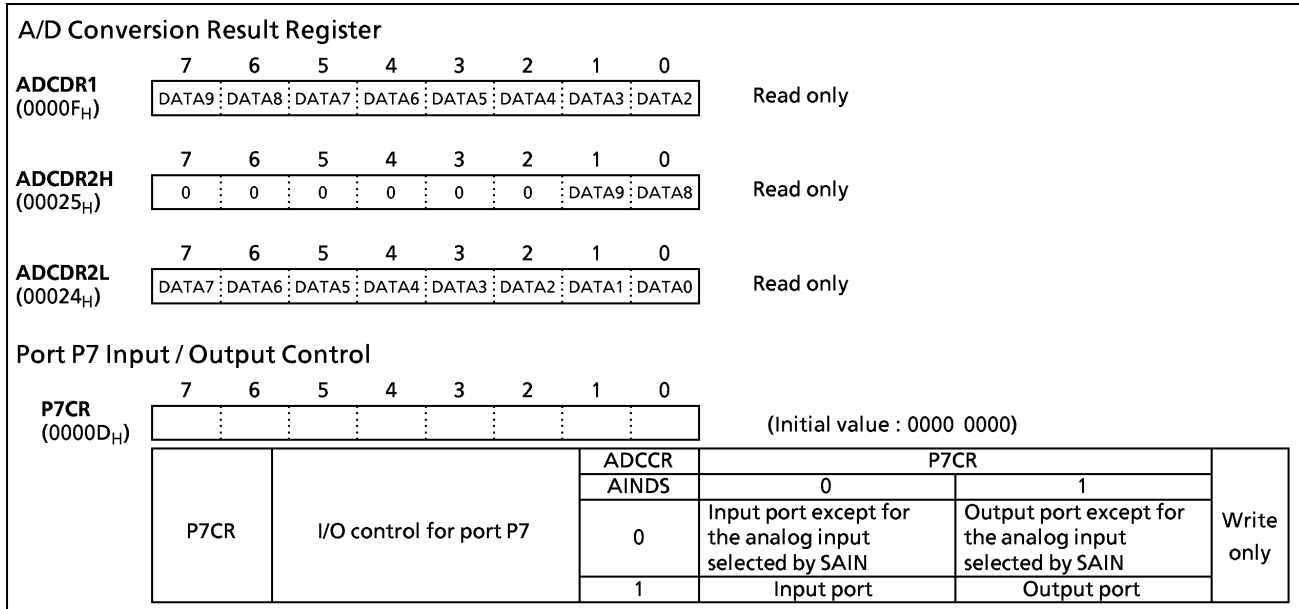 A/D Conversion Result Register
7 6 5 4 3 2 1 0
ADCDR1
(0000FH)
DATA9 DATA8 DATA7 DATA6 DATA5 DATA4 DATA3 DATA2
Read only
7 6 5 4 3 2 1 0
ADCDR2H
(00025H)
0 0 0 0 0 0 DATA9 DATA8
Read only
7 6 5 4 3 2 1 0
ADCDR2L
(00024H)
DATA7 DATA6 DATA5 DATA4 DATA3 DATA2 DATA1 DATA0
Read only
Port P7 Input / Output Control
7 6 5 4 3 2 1 0
P7CR
(0000DH)
(Initial value : 0000 0000)
P7CR
I/O control for port P7
ADCCR P7CR
AINDS 0 1
0
Input port except for
the analog input
selected by SAIN
Output port except for
the analog input
selected by SAIN
1 Input port Output port
Write
only